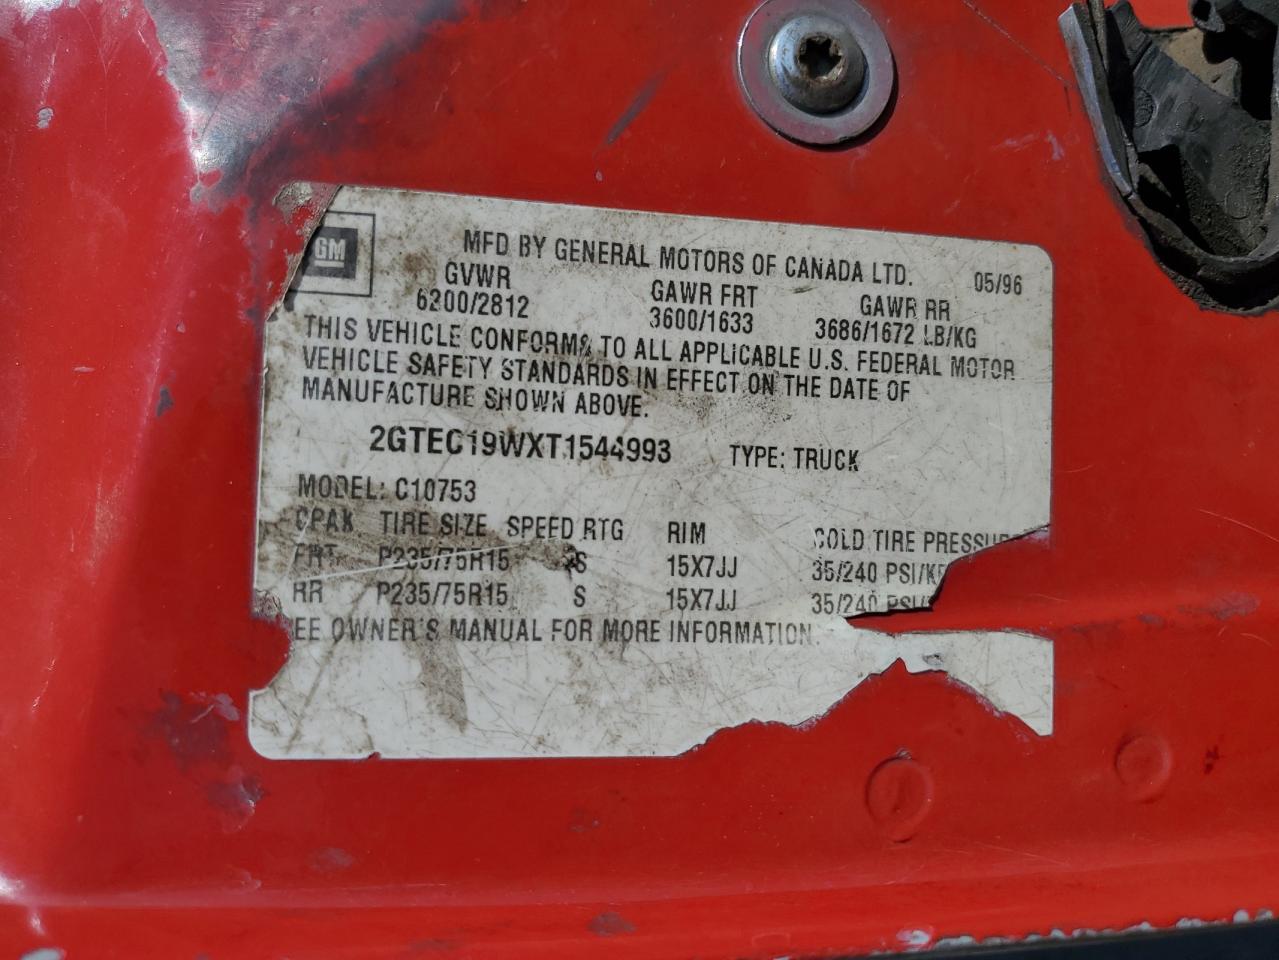 GM
MFD BY GENERAL MOTORS OF CANADA LTD. 05/96
GVWR GAWR FRT GAWR RR
6200/2812 3600/1633 3686/1672 LB/KG
THIS VEHICLE CONFORMS TO ALL APPLICABLE U.S. FEDERAL MOTOR
VEHICLE SAFETY STANDARDS IN EFFECT ON THE DATE OF
MANUFACTURE SHOWN ABOVE.
2GTEC19WXT1544993 TYPE: TRUCK
MODEL: C10753
TIRE SIZE SPEED RTG RIM COLD TIRE
FRT P235/75R15 S 15X7JJ 35/240 PSI/
RR P235/75R15 S 15X7JJ 35/240 PSI/
EE OWNER'S MANUAL FOR MORE INFORMATION.